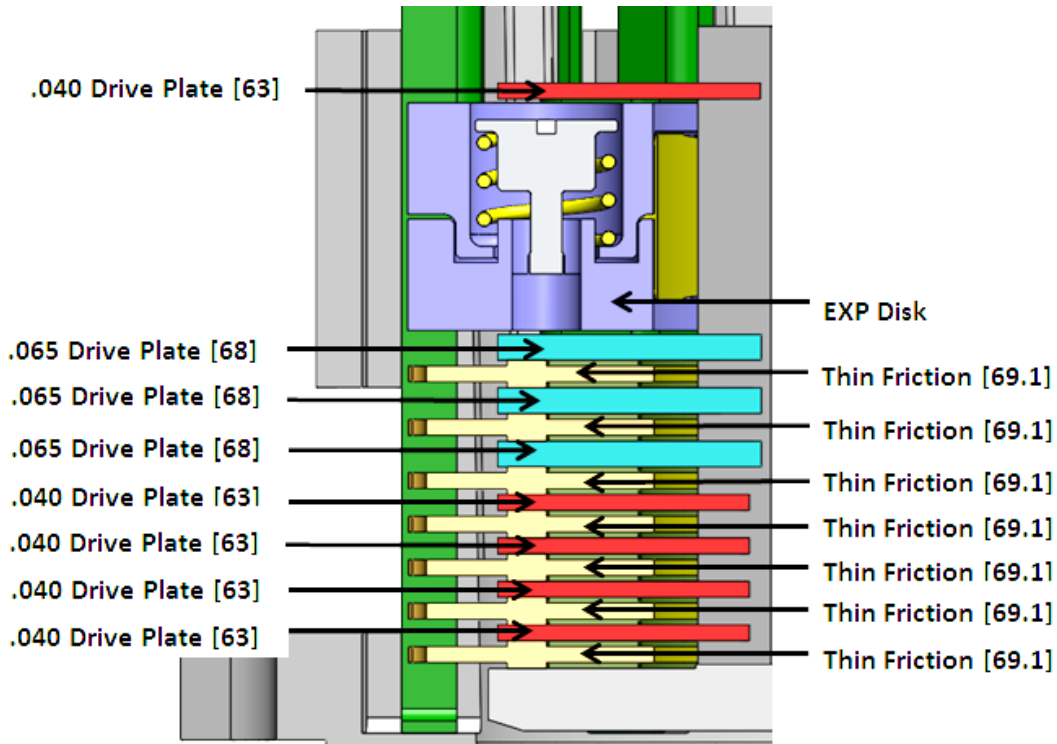 .040 Drive Plate [63]
EXP Disk
.065 Drive Plate [68]
Thin Friction [69.1]
.065 Drive Plate [68]
Thin Friction [69.1]
.065 Drive Plate [68]
Thin Friction [69.1]
.040 Drive Plate [63]
Thin Friction [69.1]
.040 Drive Plate [63]
Thin Friction [69.1]
.040 Drive Plate [63]
Thin Friction [69.1]
.040 Drive Plate [63]
Thin Friction [69.1]